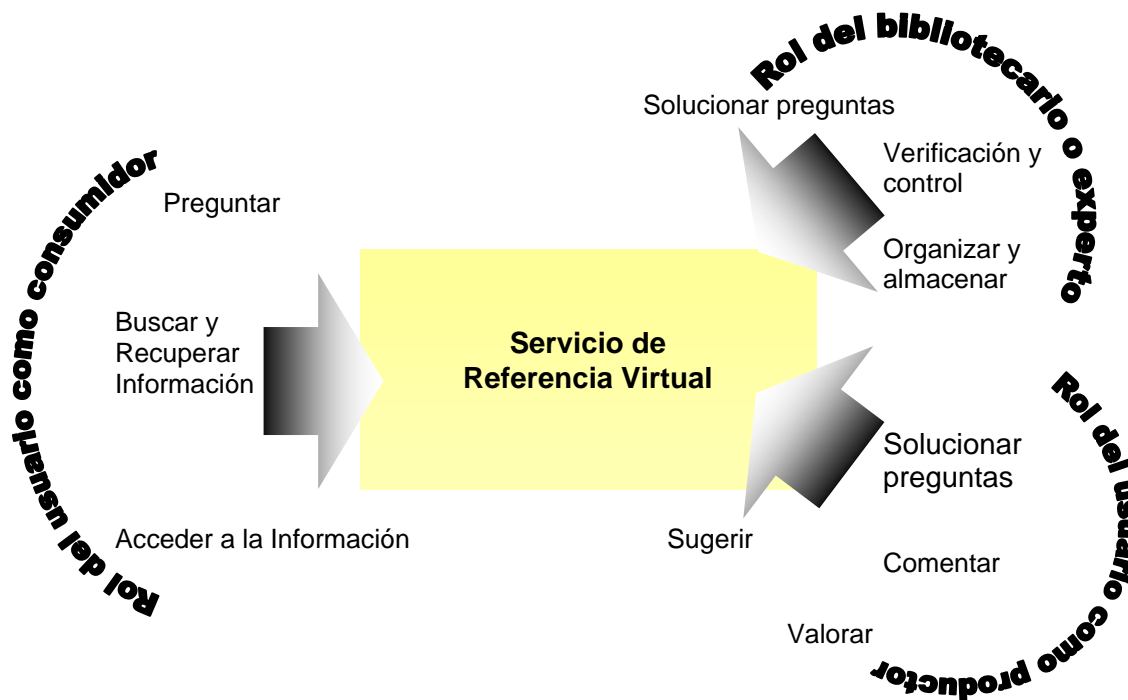 Rol del usuario como consumidor
Preguntar
Buscar y
Recuperar
Información
Acceder a la Información
Servicio de
Referencia Virtual
Rol del bibliotecario o experto
Solucionar preguntas
Verificación y
control
Organizar y
almacenar
Rol del usuario como productor
Solucionar
preguntas
Sugerir
Comentar
Valorar